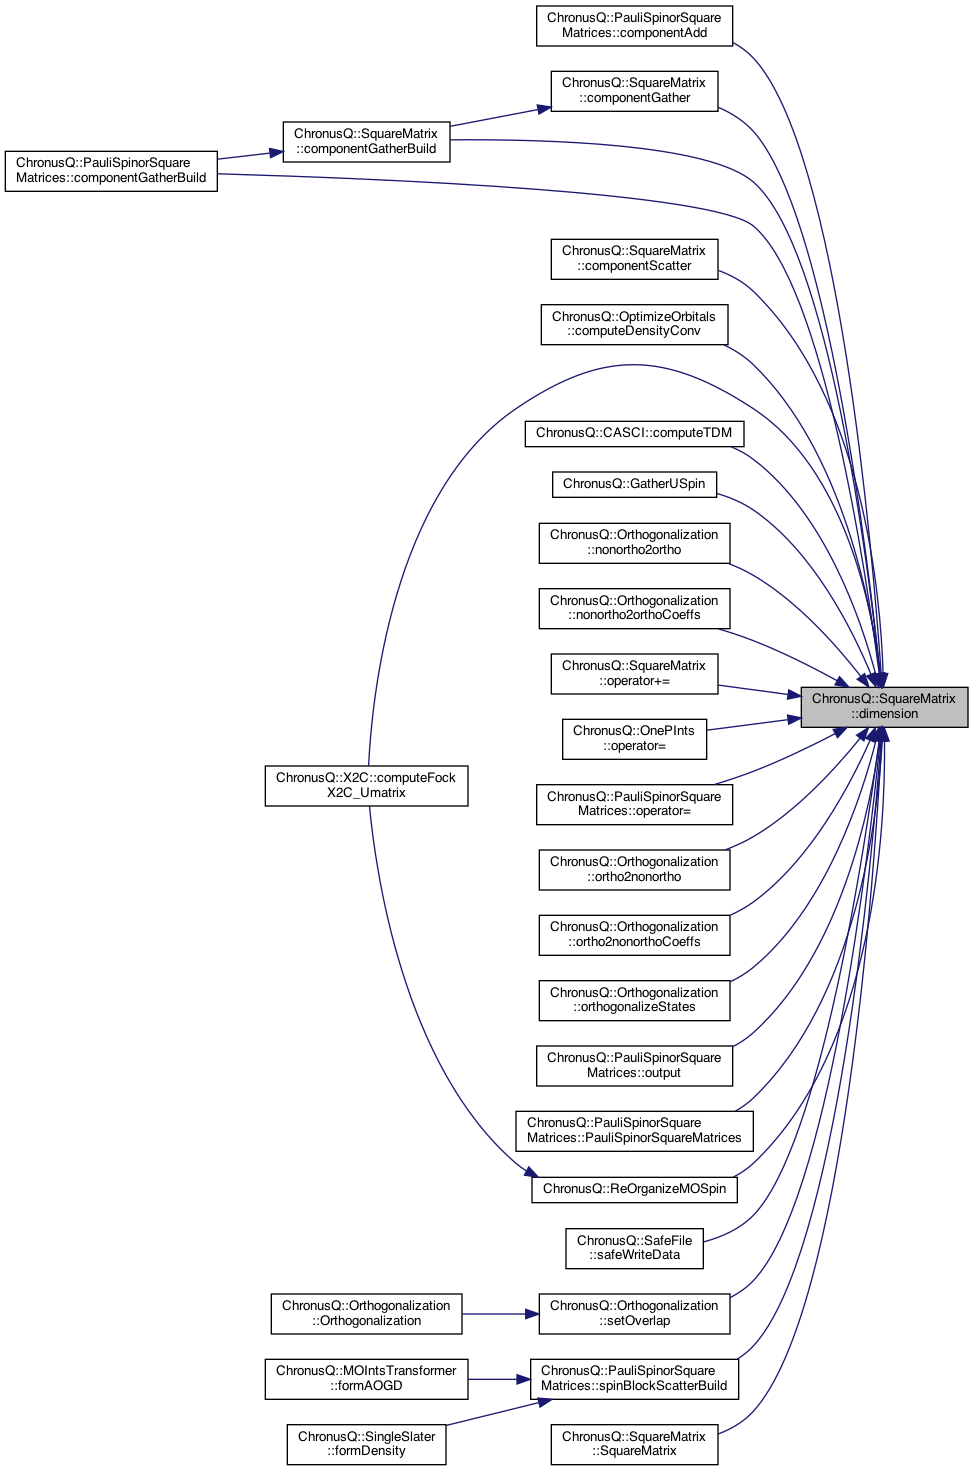 ChronusQ::PauliSpinorSquare
Matrices::componentAdd
ChronusQ::SquareMatrix
::componentGather
ChronusQ::SquareMatrix
::componentGatherBuild
ChronusQ::PauliSpinorSquare
Matrices::componentGatherBuild
ChronusQ::SquareMatrix
::componentScatter
ChronusQ::OptimizeOrbitals
::computeDensityConv
ChronusQ::CASCI::computeTDM
ChronusQ::GatherUSpin
ChronusQ::Orthogonalization
::nonortho2ortho
ChronusQ::Orthogonalization
::nonortho2orthoCoeffs
ChronusQ::SquareMatrix
::operator+=
ChronusQ::SquareMatrix
::dimension
ChronusQ::OnePInts
::operator=
ChronusQ::X2C::computeFock
X2C_Umatrix
ChronusQ::PauliSpinorSquare
Matrices::operator=
ChronusQ::Orthogonalization
::ortho2nonortho
ChronusQ::Orthogonalization
::ortho2nonorthoCoeffs
ChronusQ::Orthogonalization
::orthogonalizeStates
ChronusQ::PauliSpinorSquare
Matrices::output
ChronusQ::PauliSpinorSquare
Matrices::PauliSpinorSquareMatrices
ChronusQ::ReOrganizeMOSpin
ChronusQ::SafeFile
::safeWriteData
ChronusQ::Orthogonalization
::Orthogonalization
ChronusQ::Orthogonalization
::setOverlap
ChronusQ::MOIntsTransformer
::formAOGD
ChronusQ::PauliSpinorSquare
Matrices::spinBlockScatterBuild
ChronusQ::SingleSlater
::formDensity
ChronusQ::SquareMatrix
::SquareMatrix